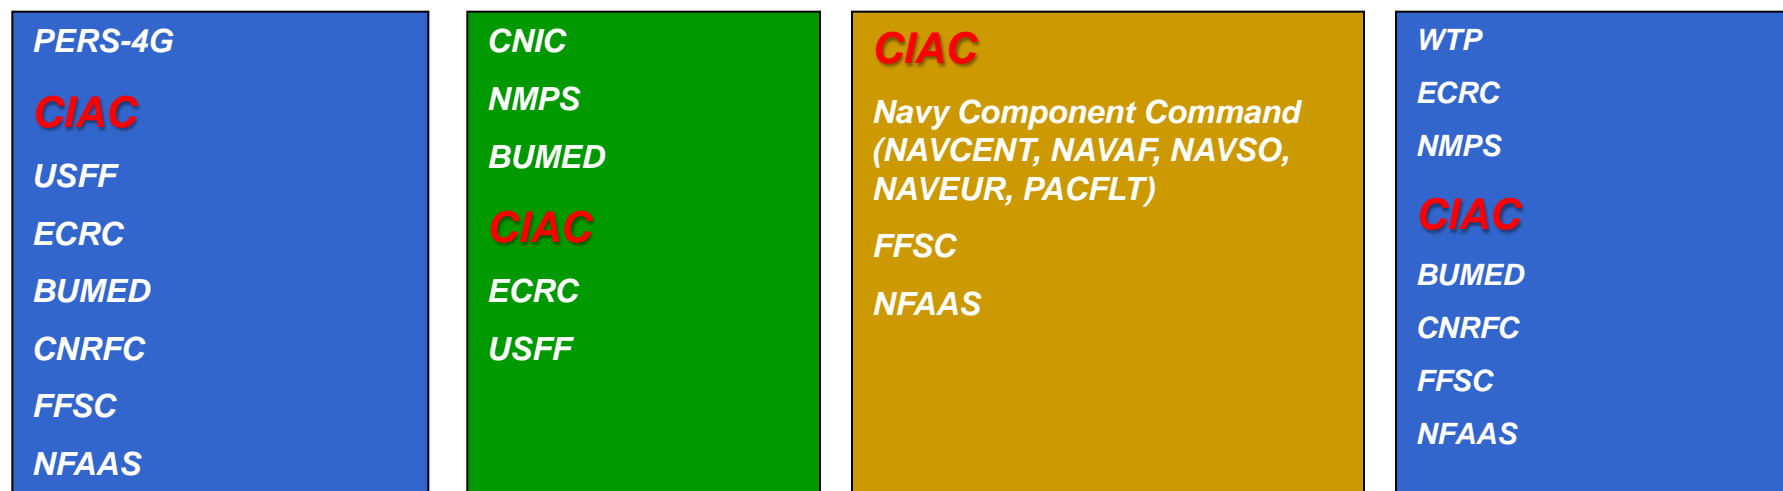 PERS-4G
CIAC
USFF
ECRC
BUMED
CNRFC
FFSC
NFAAS
CNIC
NMPS
BUMED
CIAC
ECRC
USFF
CIAC
Navy Component Command
(NAVCENT, NAVAF, NAVSO,
NAVEUR, PACFLT)
FFSC
NFAAS
WTP
ECRC
NMPS
CIAC
BUMED
CNRFC
FFSC
NFAAS